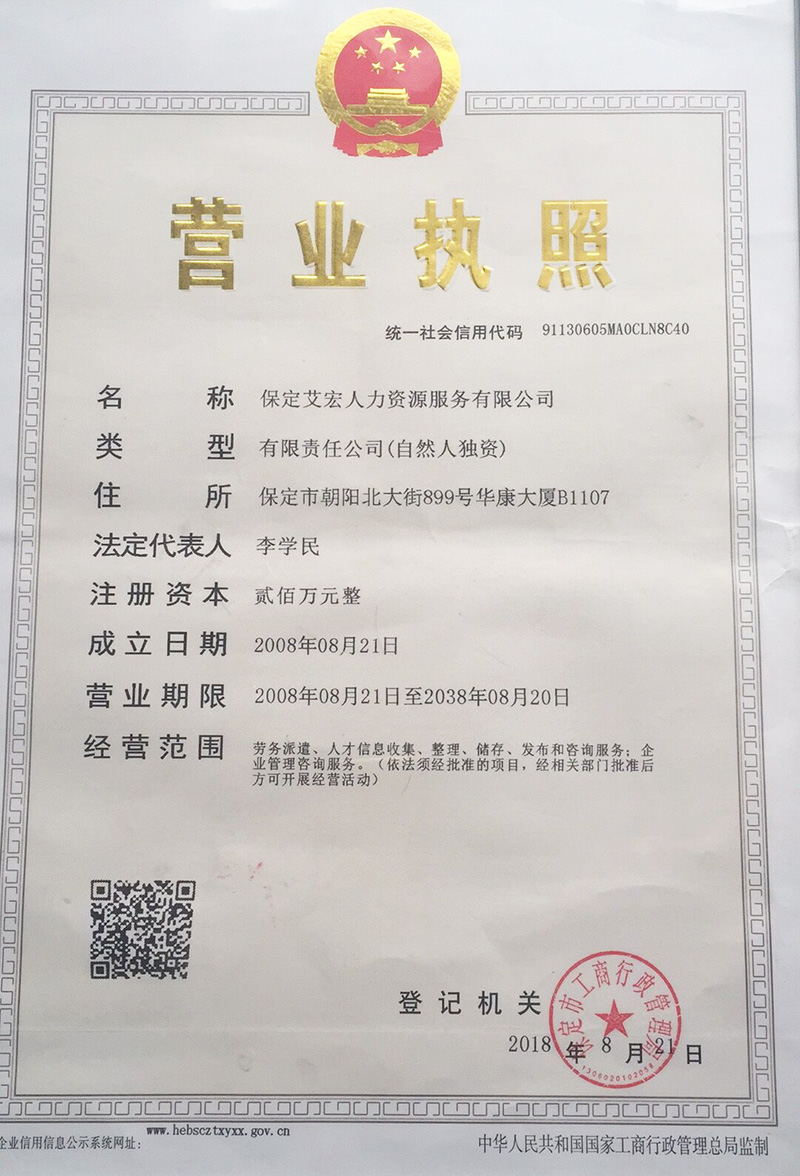 营业执照
统一社会信用代码 91130605MA0CLN8C40
名称 保定艾宏人力资源服务有限公司
类型 有限责任公司(自然人独资)
住所 保定市朝阳北大街899号华康大厦B1107
法定代表人 李学民
注册资本 贰佰万元整
成立日期 2008年08月21日
营业期限 2008年08月21日至2038年08月20日
经营范围 劳务派遣、人才信息收集、整理、储存、发布和咨询服务；企
业管理咨询服务。（依法须经批准的项目，经相关部门批准后
方可开展经营活动）
登记机关
保定市工商行政管理局
2018年8月21日
1306020102058
企业信用信息公示系统网址：www.hebscztxyxx.gov.cn
中华人民共和国国家工商行政管理总局监制